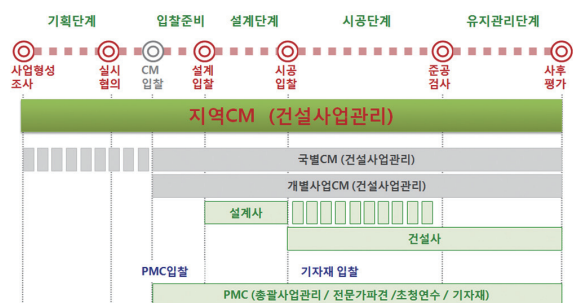 기획단계 입찰준비 설계단계 시공단계 유지관리단계
사업형성 조사
실시 협의
CM 입찰
설계 입찰
시공 입찰
준공 검사
사후 평가
지역CM (건설사업관리)
국별CM (건설사업관리)
개별사업CM (건설사업관리)
설계사
건설사
PMC입찰 기자재 입찰
PMC (총괄사업관리 / 전문가파견 /초청연수 / 기자재)